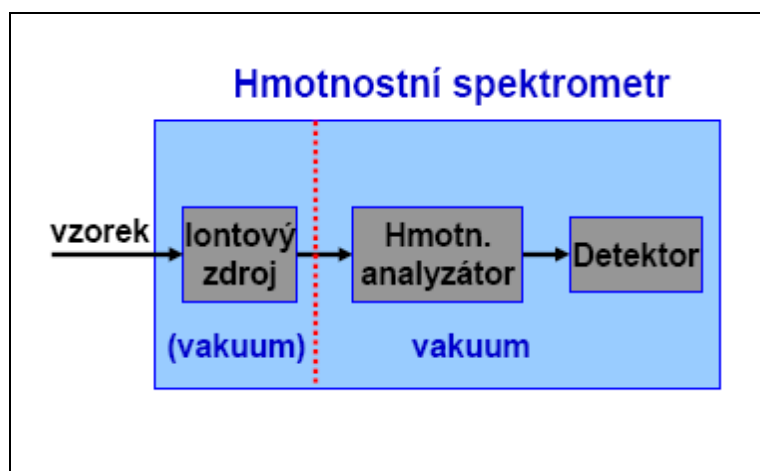 Hmotnostní spektrometr
vzorek
Iontový
zdroj
Hmotn.
analyzátor
Detektor
(vakuum)
vakuum